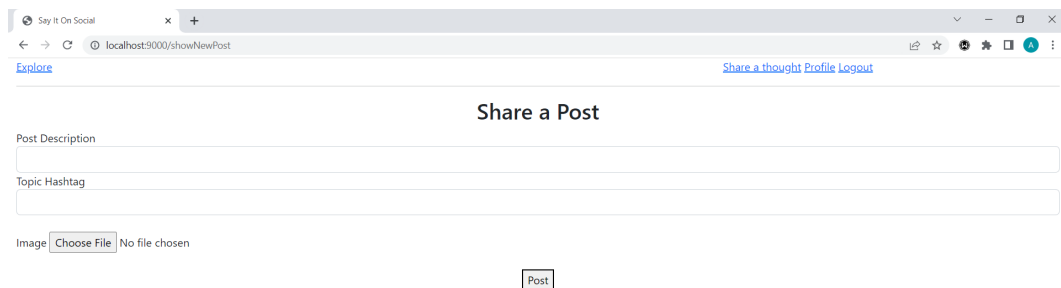 Say It On Social
localhost:9000/showNewPost
A
Explore
Share a thought Profile Logout
Share a Post
Post Description
Topic Hashtag
Image Choose File No file chosen
Post